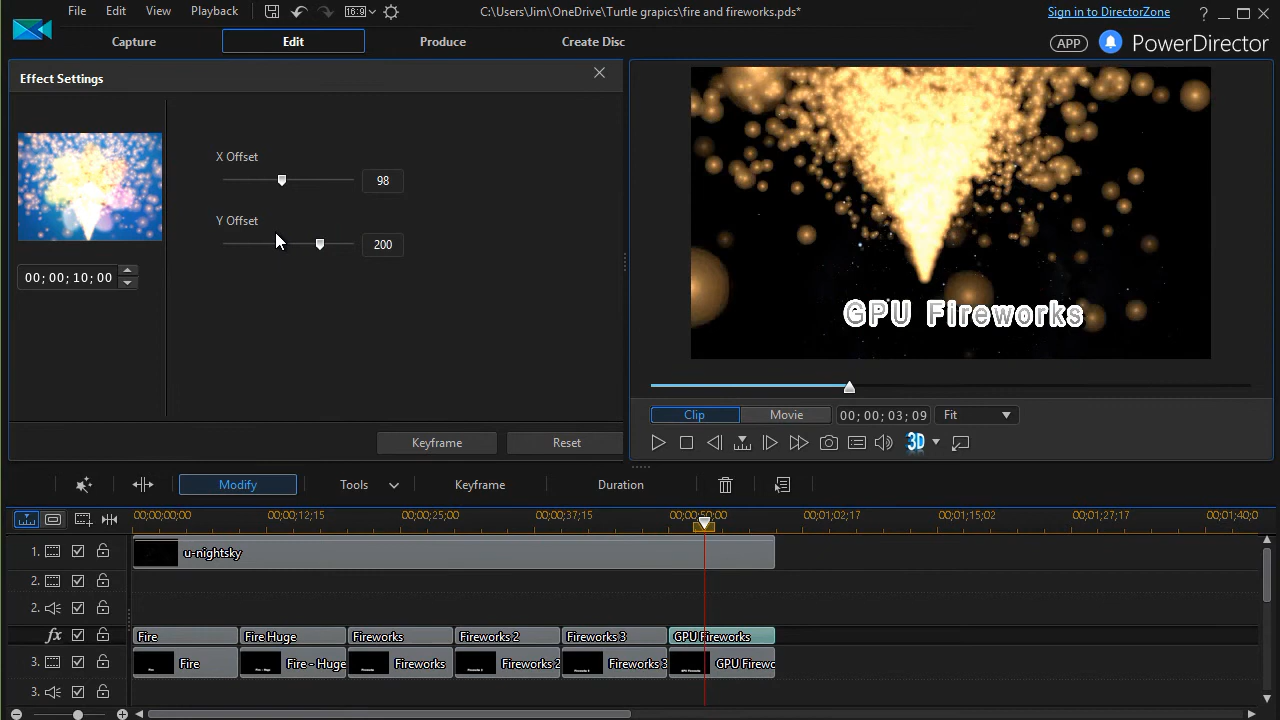 File Edit View Playback 16:9 C:\Users\Jim\OneDrive\Turtle grapics\fire and fireworks.pds* Sign in to DirectorZone ?
Capture Edit Produce Create Disc APP PowerDirector
Effect Settings
X Offset
98
Y Offset
200
00; 00; 10; 00
Keyframe Reset
GPU Fireworks
Clip Movie 00; 00; 03; 09 Fit
3D
Modify Tools Keyframe Duration
00;00;00;00 00;00;12;15 00;00;25;00 00;00;37;15 00;00;50;00 00;01;02;17 00;01;15;02 00;01;27;17 00;01;40;0
1. u-nightsky
2.
2.
fx Fire Fire Huge Fireworks Fireworks 2 Fireworks 3 GPU Fireworks
3. Fire Fire - Huge Fireworks Fireworks 2 Fireworks 3 GPU Firewc
3.